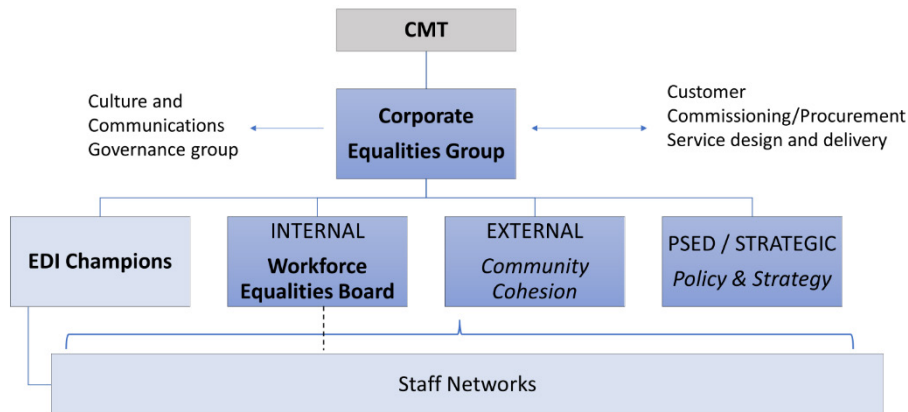 CMT
Culture and
Communications
Governance group
Corporate
Equalities Group
Customer
Commissioning/Procurement
Service design and delivery
EDI Champions
INTERNAL
Workforce
Equalities Board
EXTERNAL
Community
Cohesion
PSED / STRATEGIC
Policy & Strategy
Staff Networks